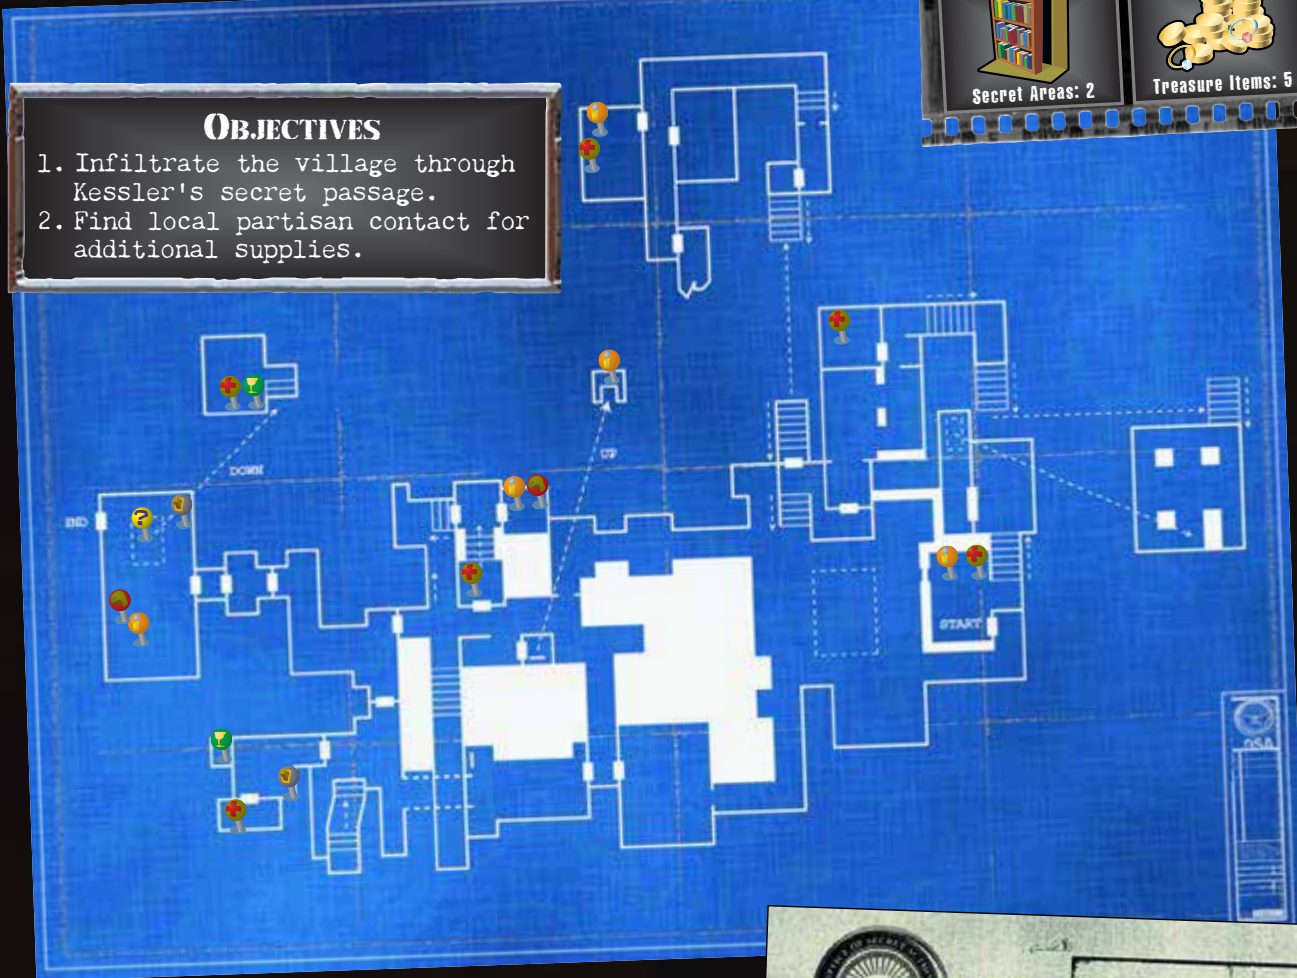 Secret Areas: 2
Treasure Items: 5
OBJECTIVES
1. Infiltrate the village through
Kessler's secret passage.
2. Find local partisan contact for
additional supplies.
UP
DOWN
END
?
START
OSA